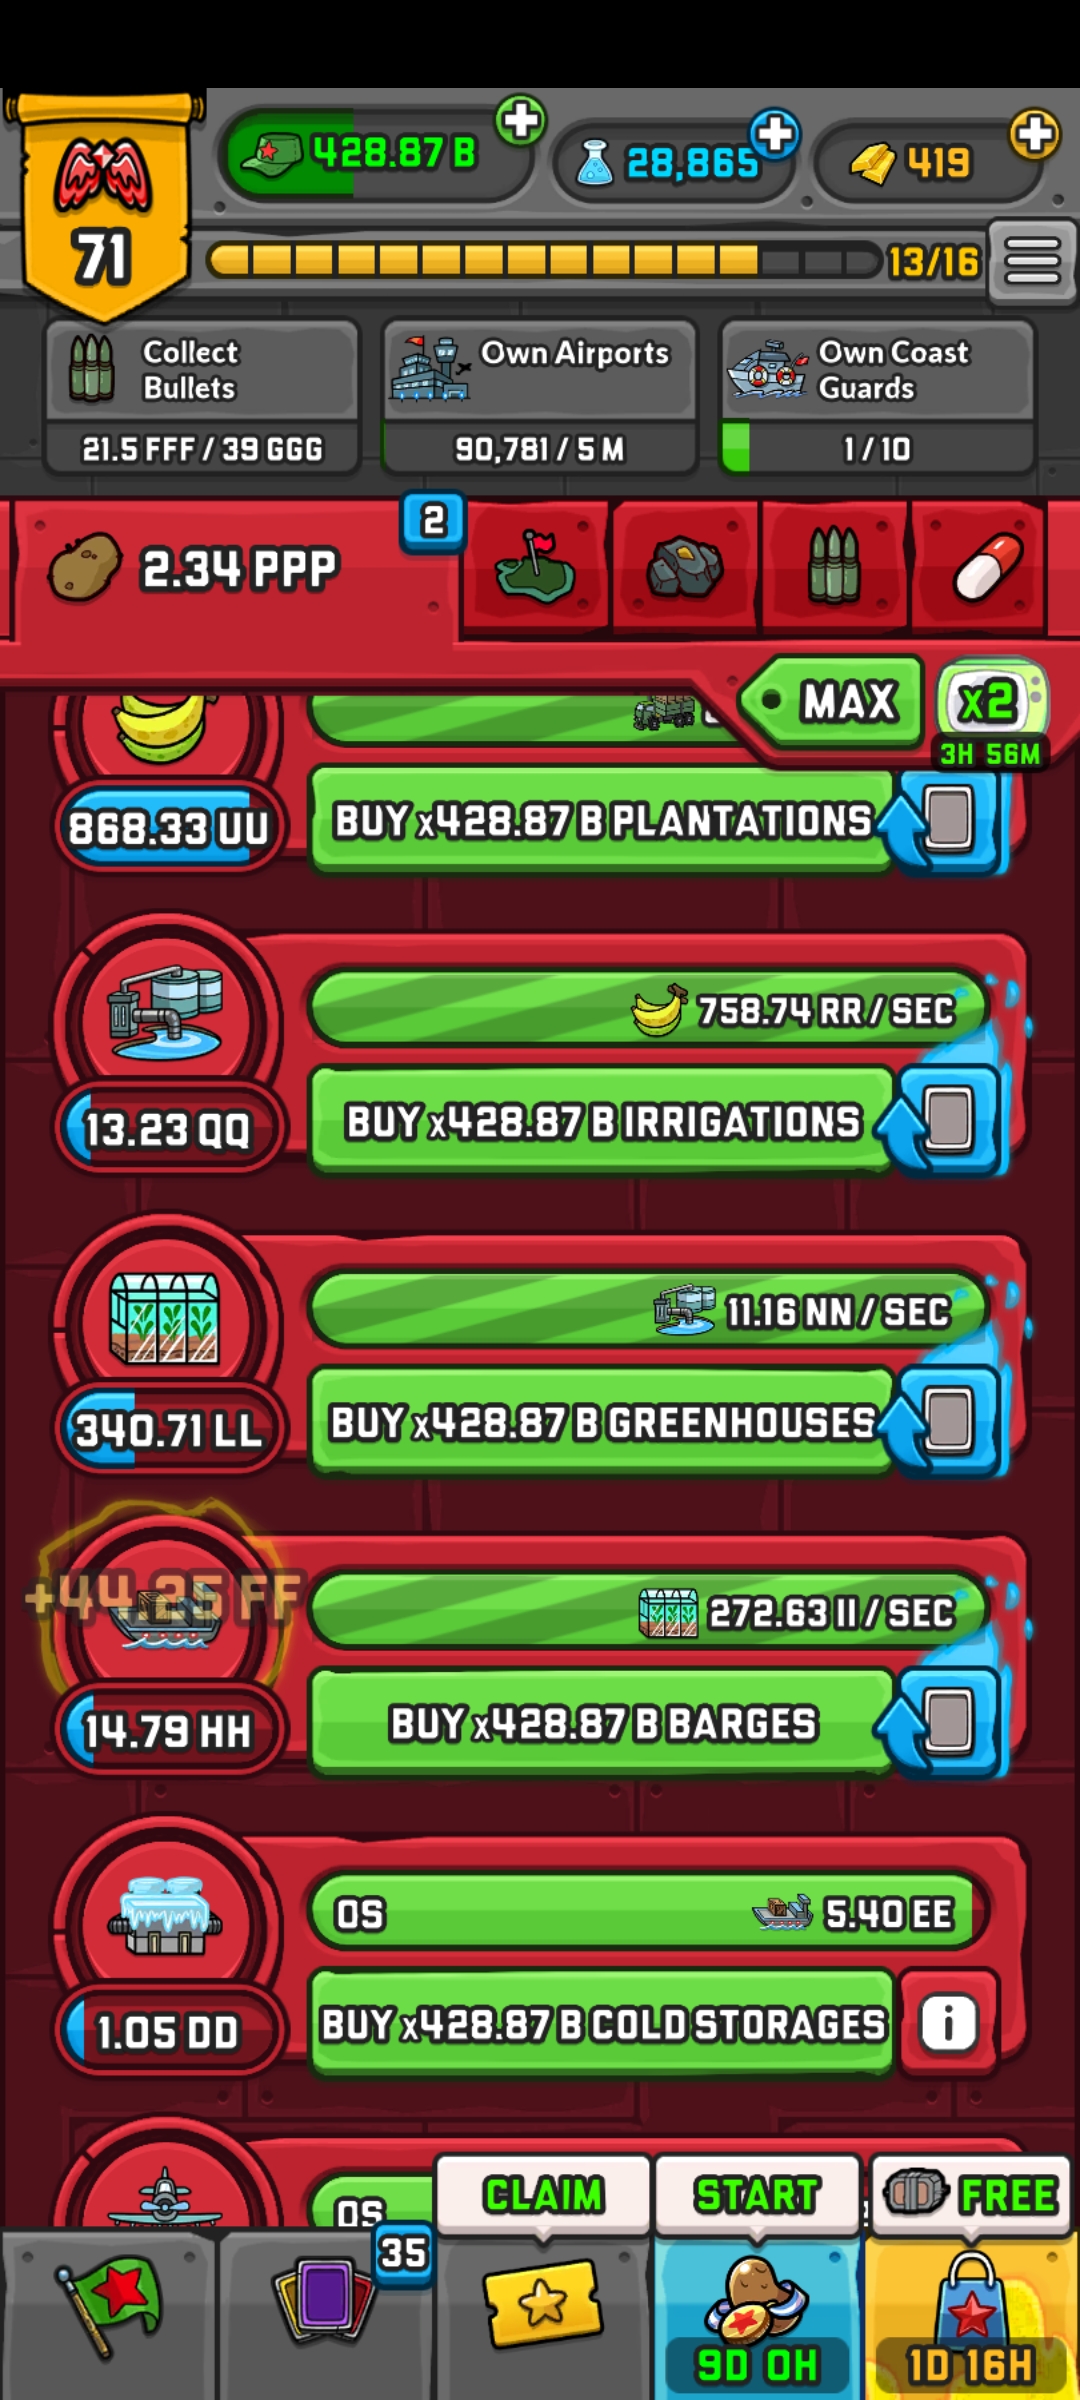 428.87 B
28,865
419
71
13/16
Collect
Bullets
Own Airports
Own Coast
Guards
21.5 FFF / 39 GGG
90,781 / 5 M
1 / 10
2
2.34 PPP
MAX
x2
3H 56M
868.33 UU
BUY x428.87 B PLANTATIONS
758.74 RR / SEC
13.23 QQ
BUY x428.87 B IRRIGATIONS
11.16 NN / SEC
340.71 LL
BUY x428.87 B GREENHOUSES
+44.25 FF
272.63 II / SEC
14.79 HH
BUY x428.87 B BARGES
0S
5.40 EE
1.05 DD
BUY x428.87 B COLD STORAGES
i
0S
CLAIM
START
FREE
35
9D 0H
1D 16H